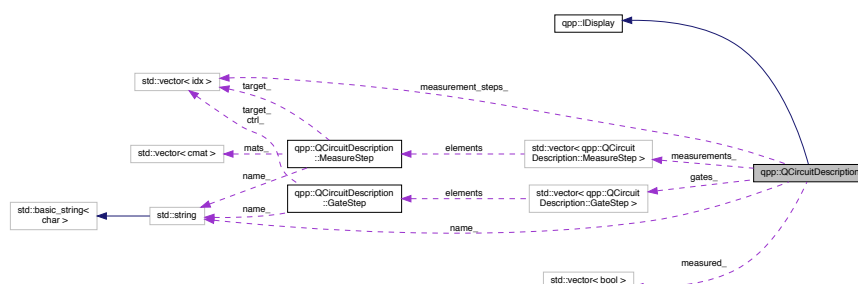 qpp::IDisplay
std::vector< idx >
measurement_steps_
target_
target_
ctrl_
std::vector< cmat >
mats_
qpp::QCircuitDescription
::MeasureStep
elements
std::vector< qpp::QCircuit
Description::MeasureStep >
measurements_
qpp::QCircuitDescription
gates_
name_
qpp::QCircuitDescription
::GateStep
elements
std::vector< qpp::QCircuit
Description::GateStep >
std::basic_string<
char >
std::string
name_
name_
measured_
std::vector< bool >